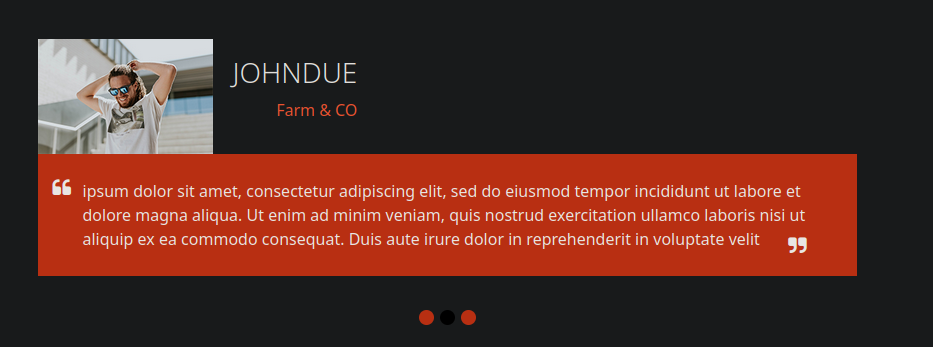 JOHNDUE
Farm & CO
❝ ipsum dolor sit amet, consectetur adipiscing elit, sed do eiusmod tempor incididunt ut labore et
dolore magna aliqua. Ut enim ad minim veniam, quis nostrud exercitation ullamco laboris nisi ut
aliquip ex ea commodo consequat. Duis aute irure dolor in reprehenderit in voluptate velit ❞